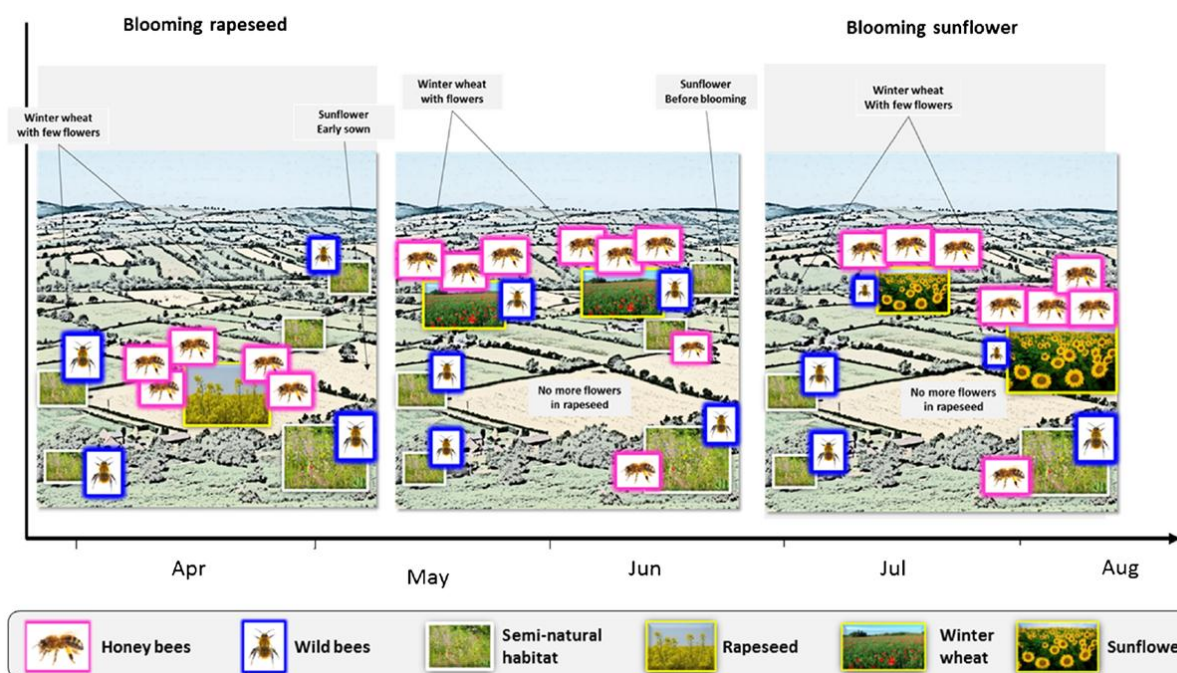 Blooming rapeseed
Blooming sunflower
Winter wheat
with few flowers
Sunflower
Early sown
Winter wheat
with flowers
Sunflower
Before blooming
Winter wheat
With few flowers
No more flowers
in rapeseed
No more flowers
in rapeseed
Apr
May
Jun
Jul
Aug
Honey bees
Wild bees
Semi-natural
habitat
Rapeseed
Winter
wheat
Sunflower